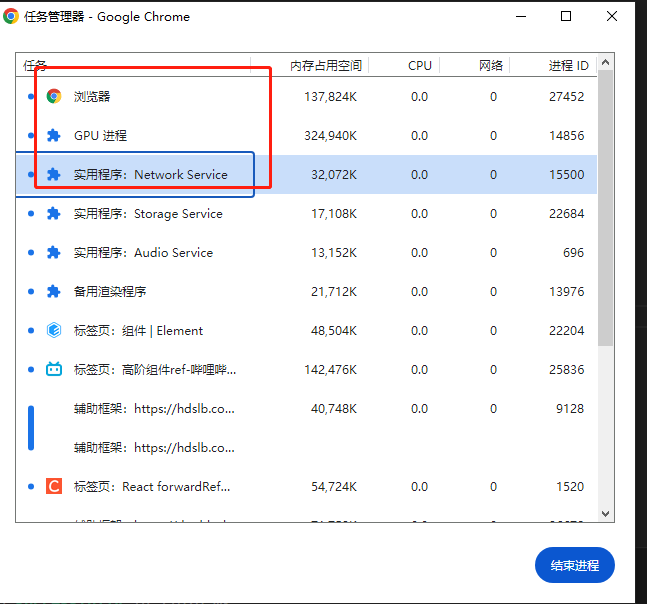 任务管理器 - Google Chrome
任务 内存占用空间 CPU 网络 进程 ID
浏览器 137,824K 0.0 0 27452
GPU 进程 324,940K 0.0 0 14856
实用程序：Network Service 32,072K 0.0 0 15500
实用程序：Storage Service 17,108K 0.0 0 22684
实用程序：Audio Service 13,152K 0.0 0 696
备用渲染程序 21,712K 0.0 0 13976
标签页：组件 | Element 48,504K 0.0 0 22204
标签页：高阶组件ref-哔哩哔... 142,476K 0.0 0 25836
辅助框架：https://hdslb.co... 40,748K 0.0 0 9128
辅助框架：https://hdslb.co...
标签页：React forwardRef... 54,724K 0.0 0 1520
结束进程